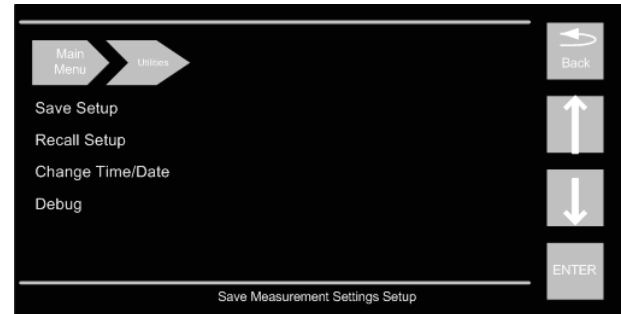 Main
Menu
Utilities
Back
Save Setup
Recall Setup
Change Time/Date
Debug
ENTER
Save Measurement Settings Setup